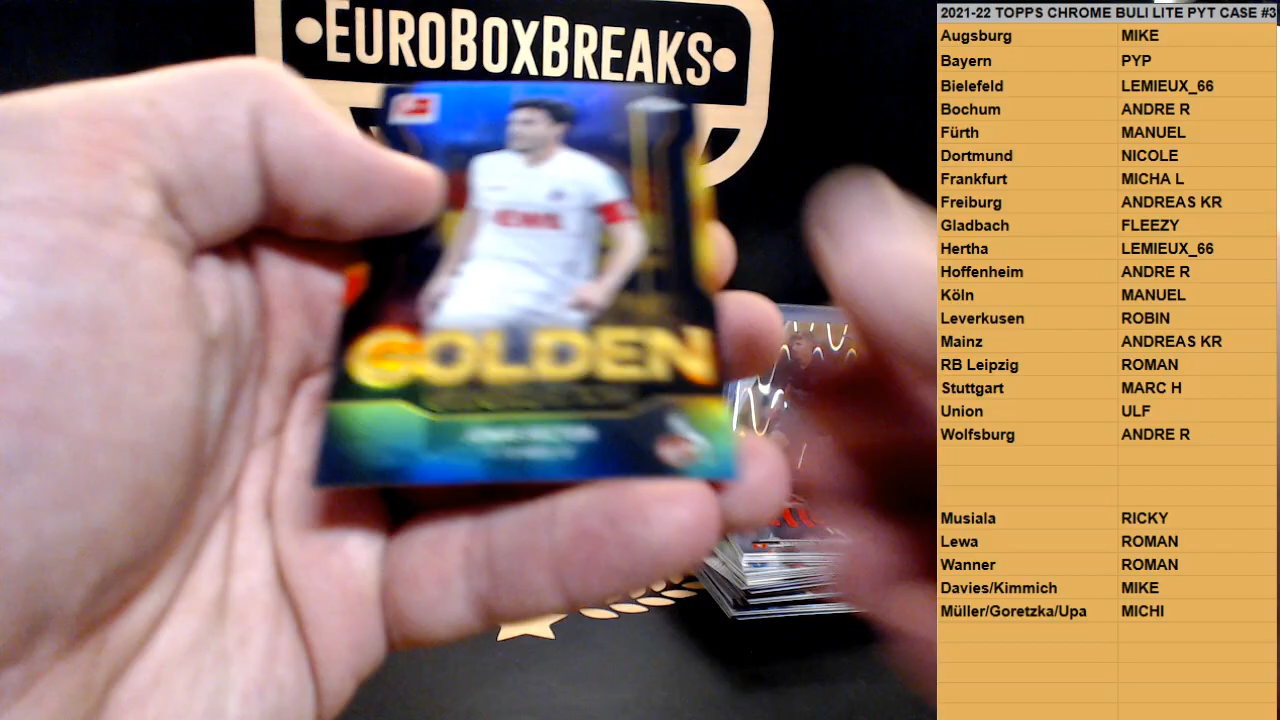 •EUROBOXBREAKS•
REWE
GOLDEN
2021-22 TOPPS CHROME BULI LITE PYT CASE #3
Augsburg MIKE
Bayern PYP
Bielefeld LEMIEUX_66
Bochum ANDRE R
Fürth MANUEL
Dortmund NICOLE
Frankfurt MICHA L
Freiburg ANDREAS KR
Gladbach FLEEZY
Hertha LEMIEUX_66
Hoffenheim ANDRE R
Köln MANUEL
Leverkusen ROBIN
Mainz ANDREAS KR
RB Leipzig ROMAN
Stuttgart MARC H
Union ULF
Wolfsburg ANDRE R
Musiala RICKY
Lewa ROMAN
Wanner ROMAN
Davies/Kimmich MIKE
Müller/Goretzka/Upa MICHI